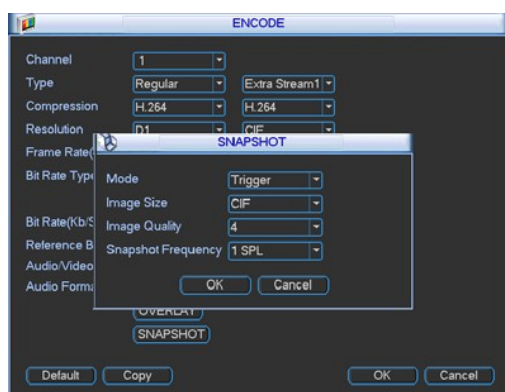 ENCODE
Channel 1
Type Regular Extra Stream1
Compression H.264 H.264
Resolution D1 CIF
SNAPSHOT
Frame Rate(
Bit Rate Type
Mode Trigger
Image Size CIF
Bit Rate(Kb/S
Image Quality 4
Reference B
Snapshot Frequency 1 SPL
Audio/Video
Audio Forma
OK Cancel
OVERLAY
SNAPSHOT
Default Copy OK Cancel